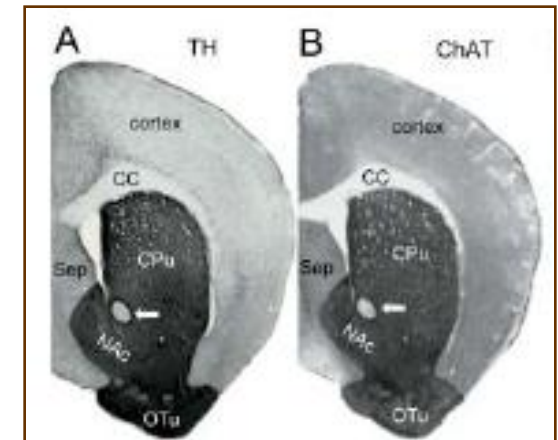 A TH
cortex
CC
CPu
Sep
NAc
OTu
B ChAT
cortex
CC
CPu
Sep
NAc
OTu